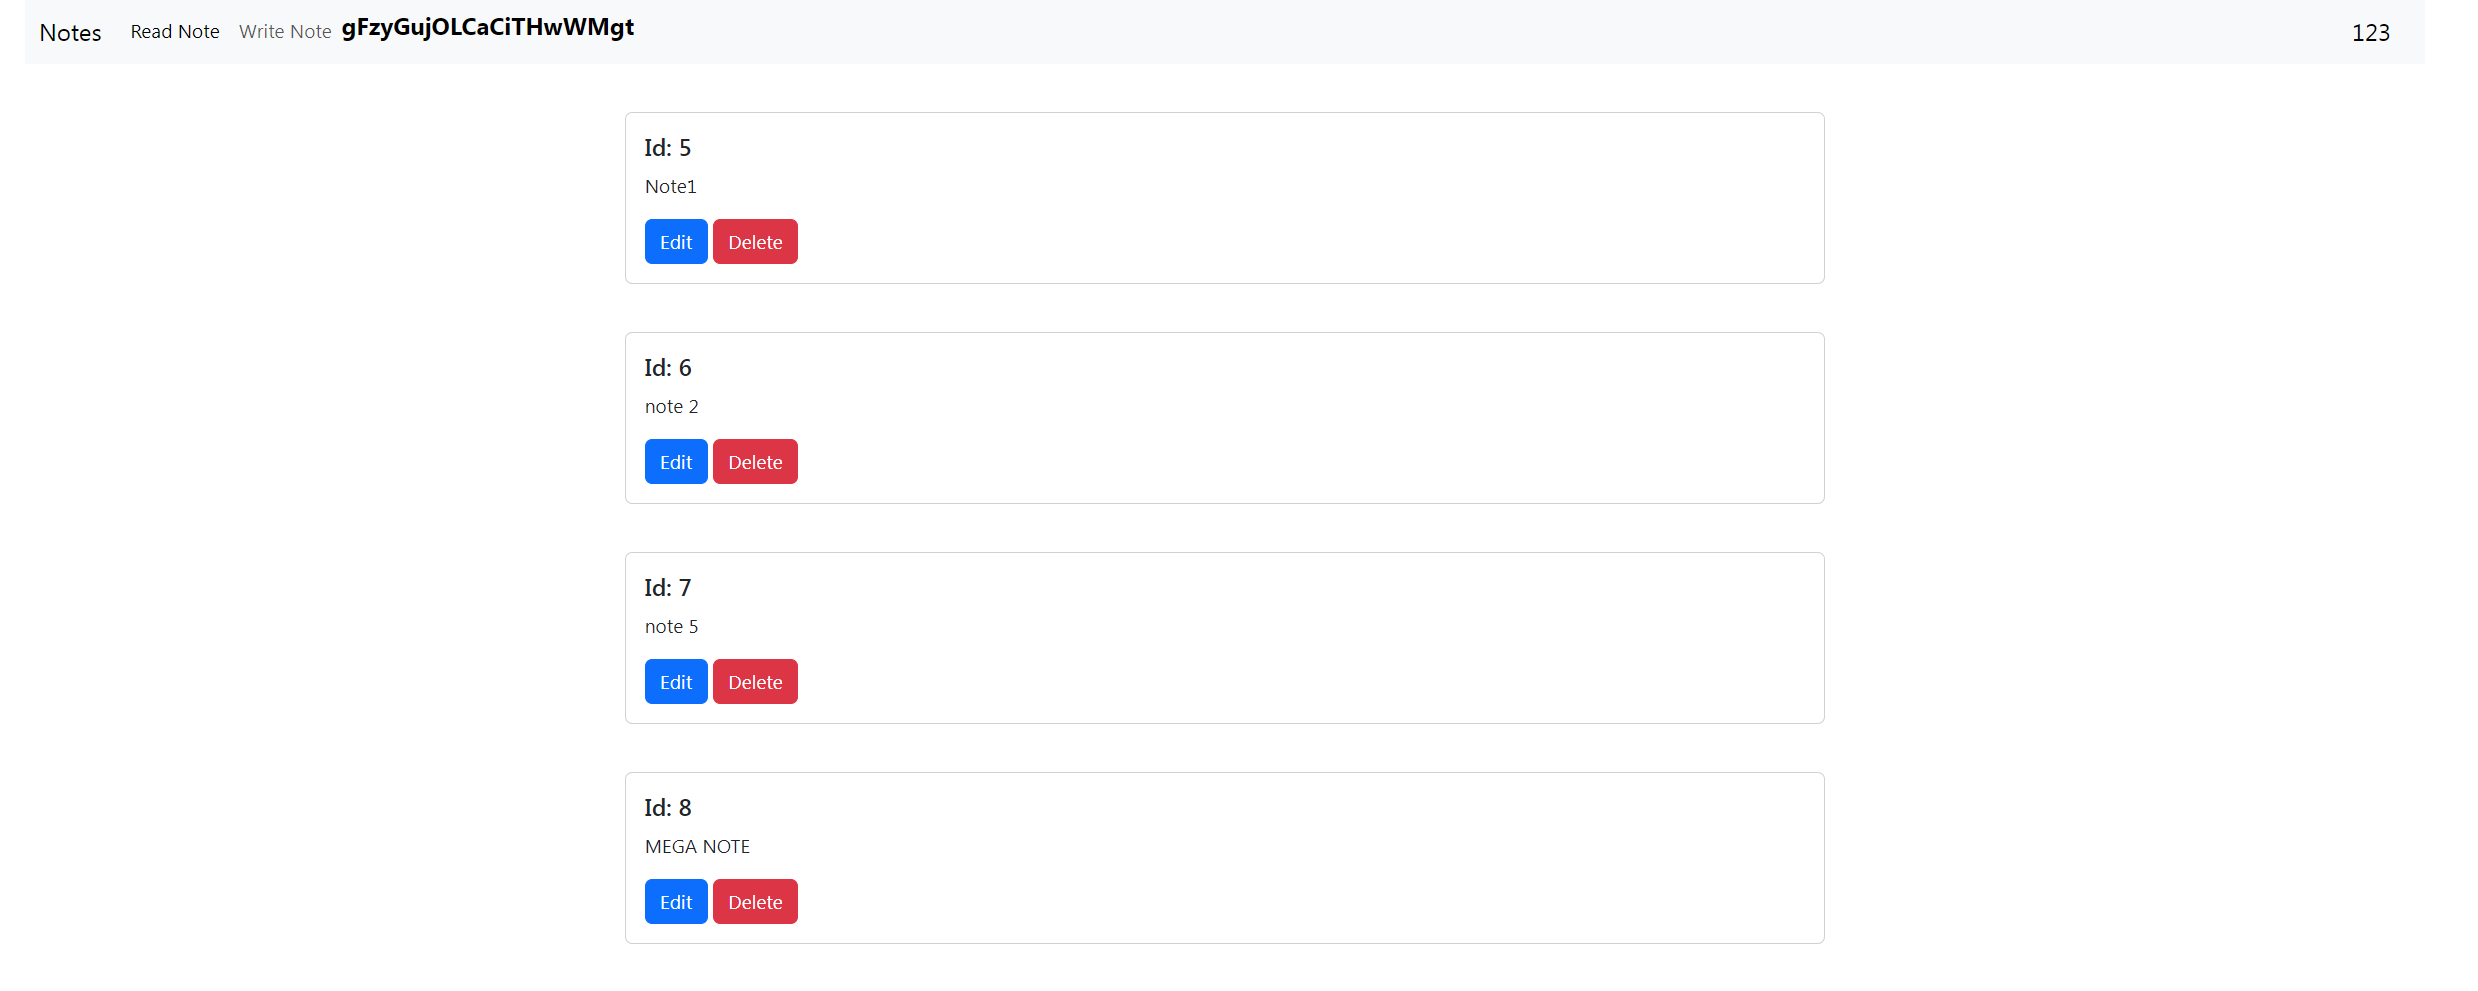 Notes Read Note Write Note gFzyGujOLCaCiTHwWMgt 123
Id: 5
Note1
Edit Delete
Id: 6
note 2
Edit Delete
Id: 7
note 5
Edit Delete
Id: 8
MEGA NOTE
Edit Delete